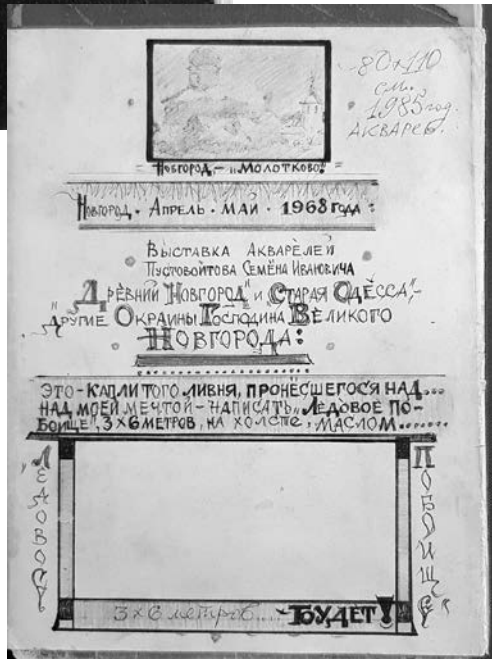 80×110
см.
1985 год.
АКВАРЕЛ.
НОВГОРОД, – „МОЛОТКОВО“
НОВГОРОД • АПРЕЛЬ • МАЙ • 1968 ГОДА :
ВЫСТАВКА АКВАРЕЛЕЙ
ПУСТОВОЙТОВА СЕМЁНА ИВАНОВИЧА
„ДРЕВНИЙ НОВГОРОД“ и „СТАРАЯ ОДЕССА“,–
„ДРУГИЕ ОКРАИНЫ ГОСПОДИНА ВЕЛИКОГО
НОВГОРОДА:
ЭТО – КАПЛИ ТОГО ЛИВНЯ, ПРОНЕСШЕГОСЯ НАД...
НАД МОЕЙ МЕЧТОЙ – НАПИСАТЬ „ЛЕДОВОЕ ПО-
БОИЩЕ“, 3×6 МЕТРОВ, НА ХОЛСТЕ, МАСЛОМ.......
„ЛЕДОВОЕ
ПОБОИЩЕ“
3×6 метров.... – БУДЕТ!